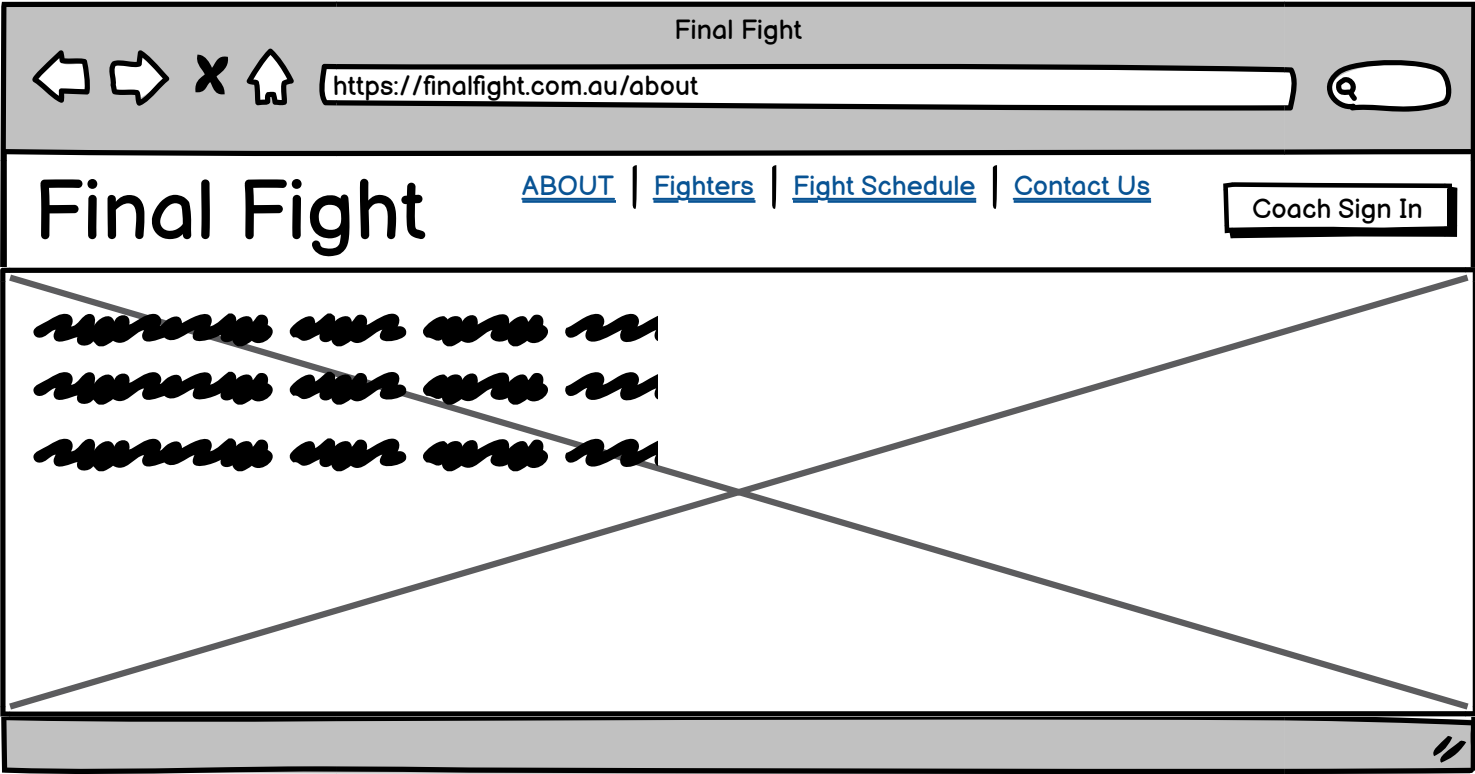 Final Fight
https://finalfight.com.au/about
Final Fight
ABOUT Fighters Fight Schedule Contact Us
Coach Sign In